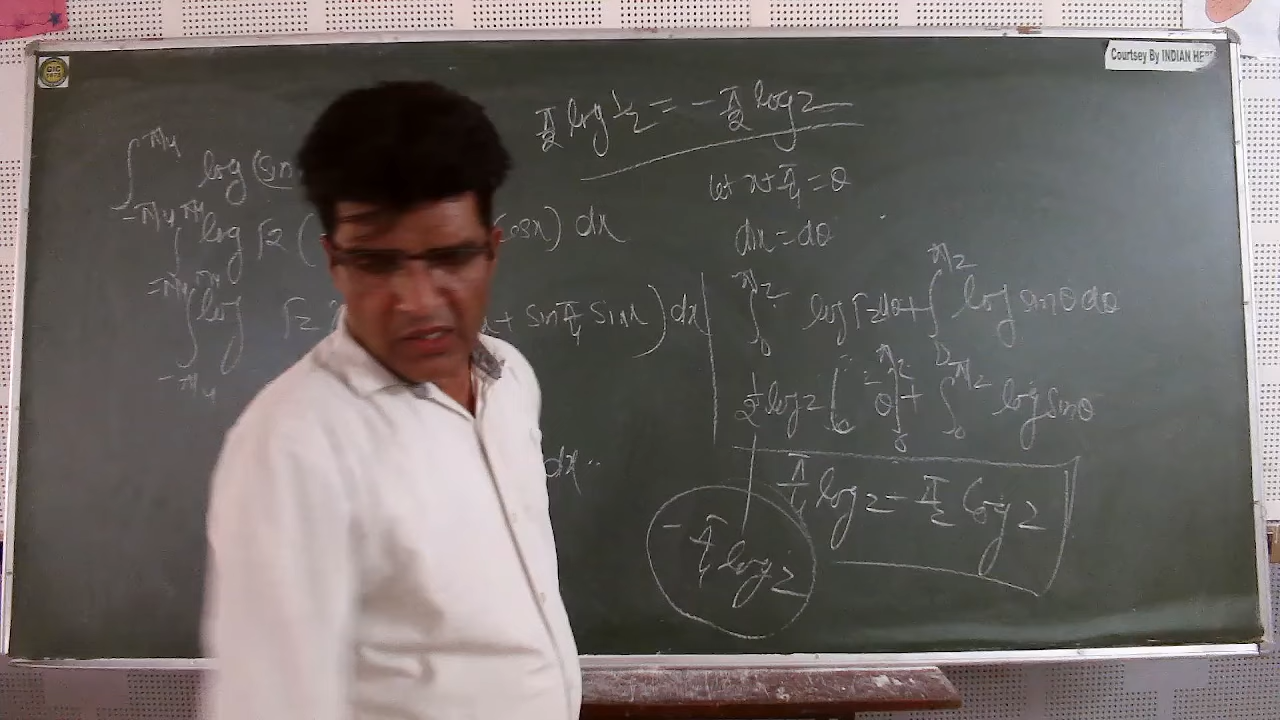 Courtsey By INDIAN HE
π/2 log 1/2 = - π/2 log 2
∫ -π/4 log (sin
-π/4
let x + π/4 = θ
π/4 ∫ log √2 ( cosx) dx
-π/4
dx = dθ
π/4 ∫ log √2 x + sin π/4 sinx ) dx
-π/4
∫ 0 π/2 log √2 dθ + ∫ 0 π/2 log sinθ dθ
1/2 log 2 [θ] 0 π/2 + ∫ 0 π/2 log sinθ
dx
π/4 log 2 - π/2 log 2
- π/4 log 2